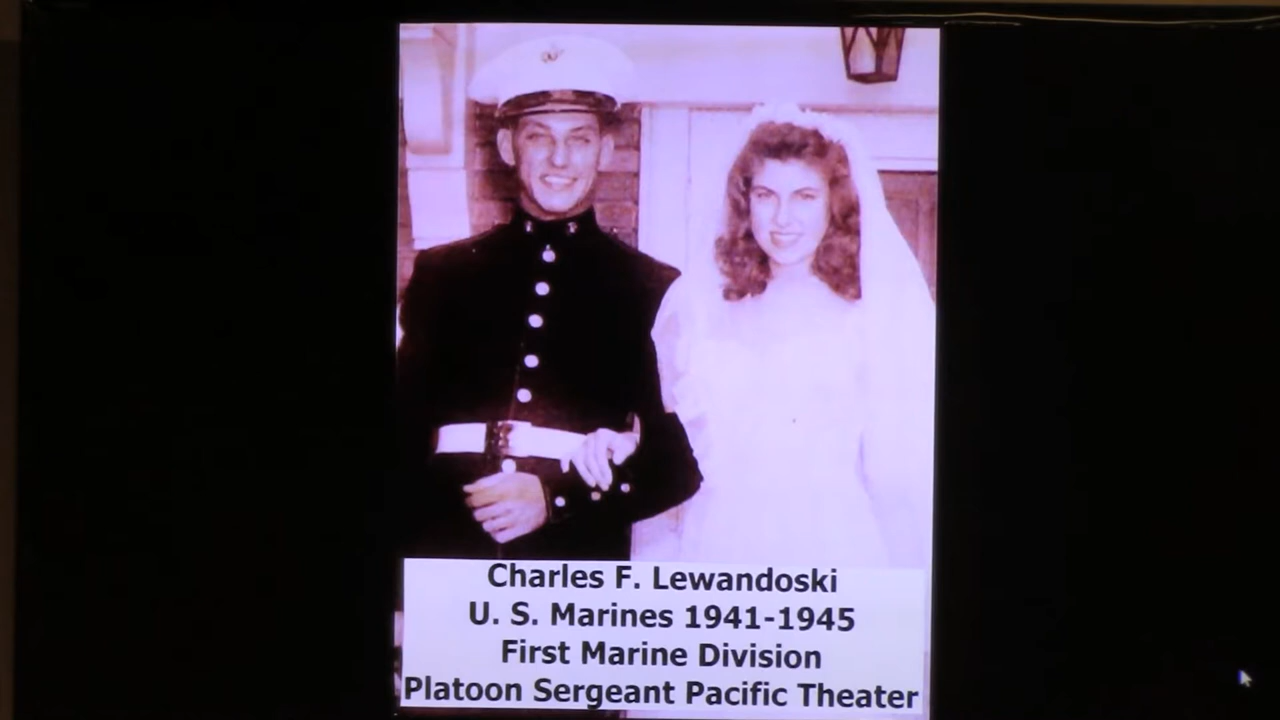 Charles F. Lewandoski
U. S. Marines 1941-1945
First Marine Division
Platoon Sergeant Pacific Theater